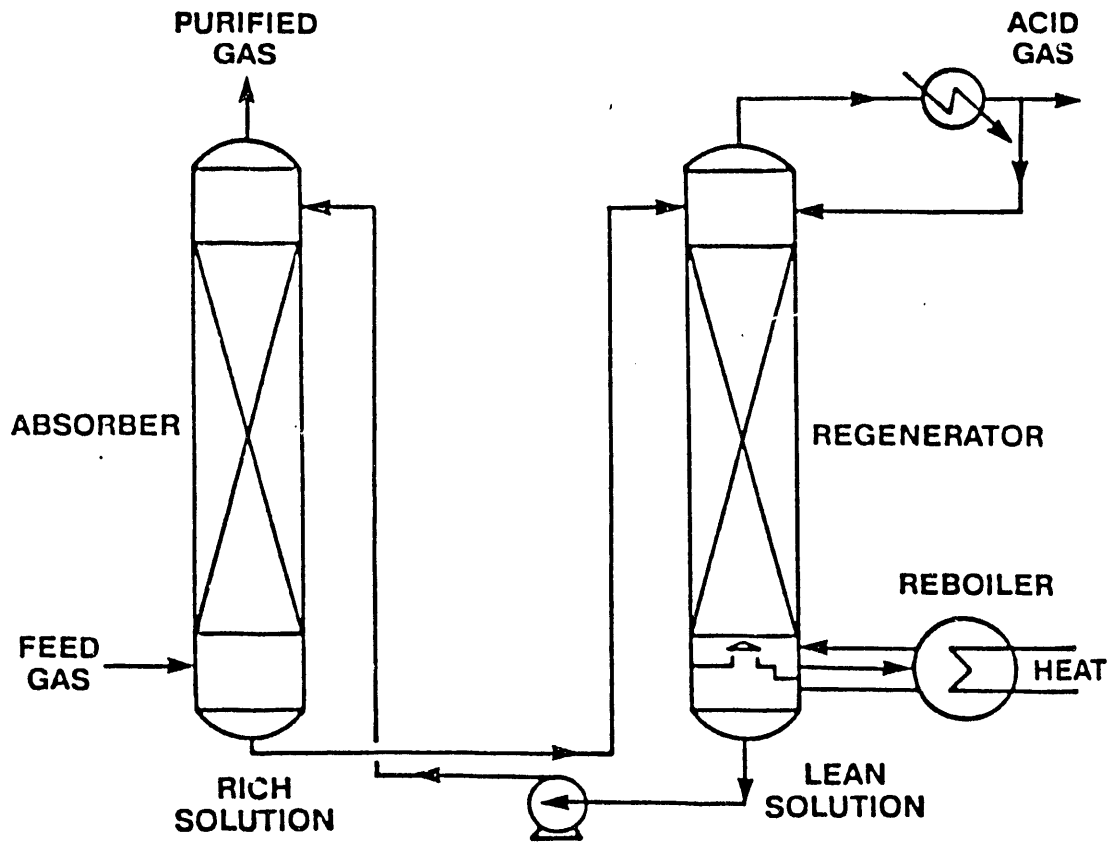 PURIFIED
GAS
ACID
GAS
ABSORBER
REGENERATOR
REBOILER
FEED
GAS
HEAT
RICH
SOLUTION
LEAN
SOLUTION